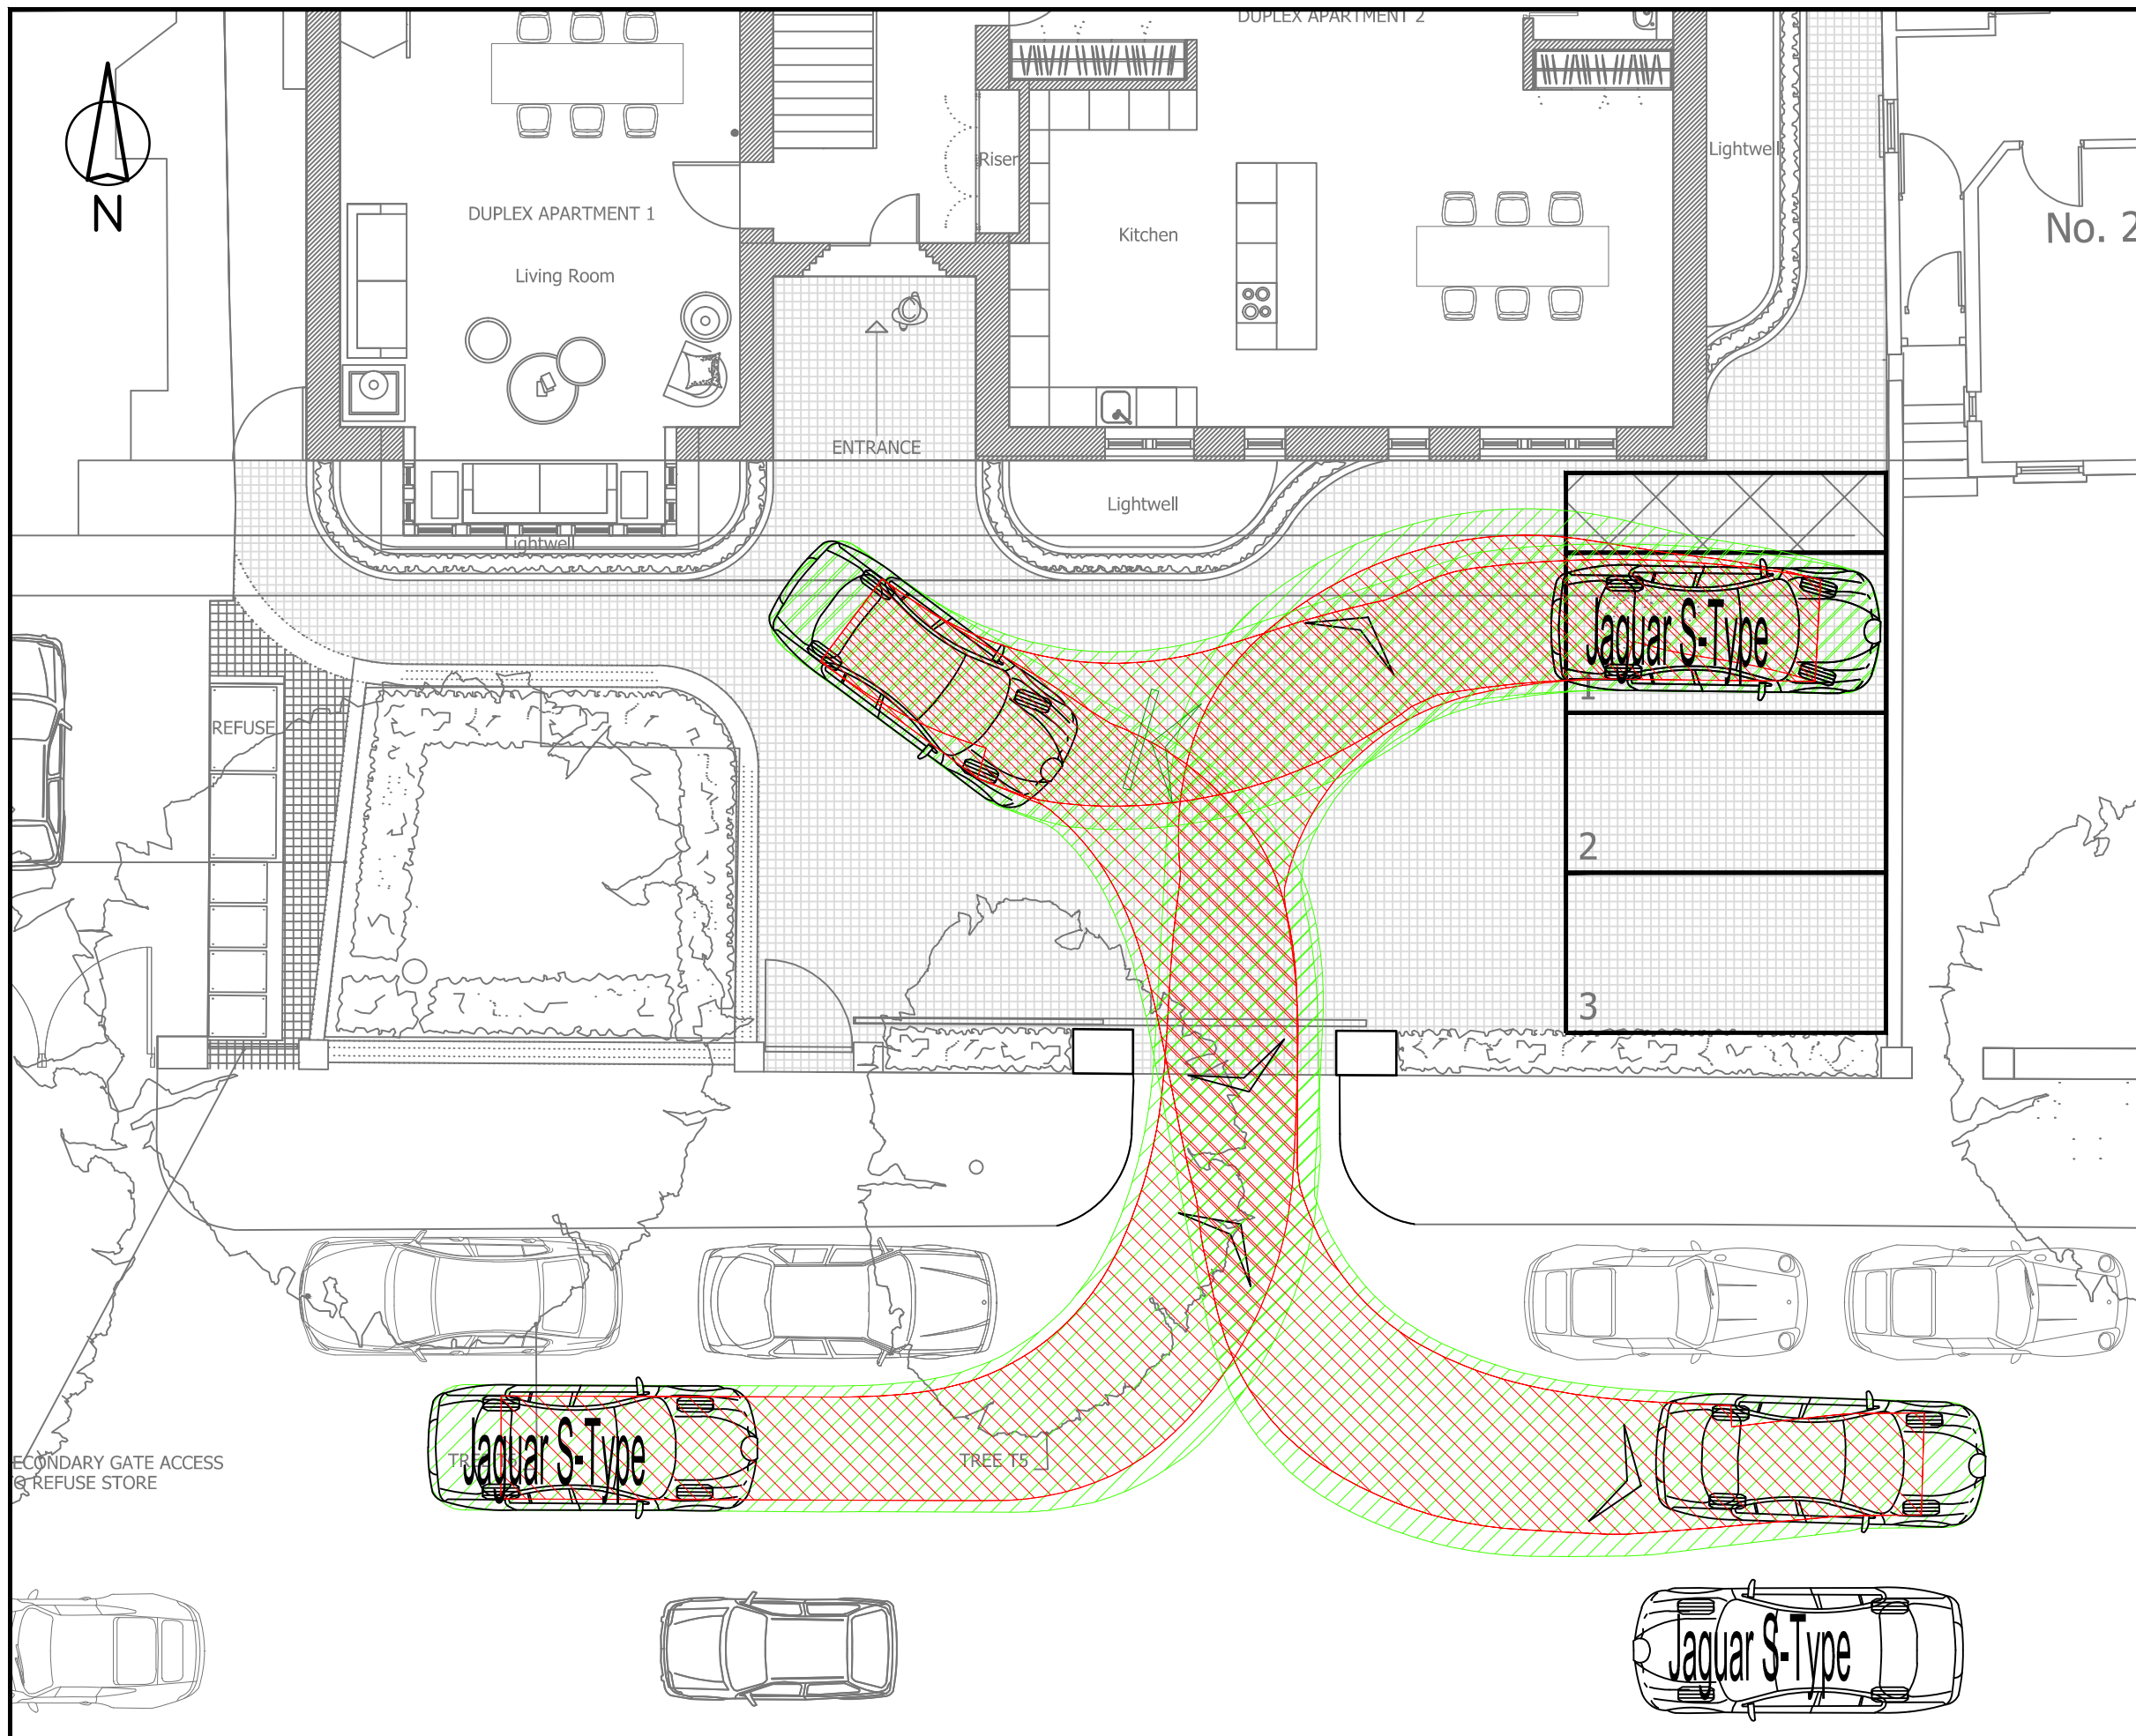 DUPLEX APARTMENT 2
N
Riser
Lightwell
DUPLEX APARTMENT 1
Kitchen
No. 2
Living Room
ENTRANCE
Lightwell
Lightwell
Jaguar S-Type
1
REFUSE
2
3
Jaguar S-Type
TREE T5
ECONDARY GATE ACCESS
O REFUSE STORE
Jaguar S-Type